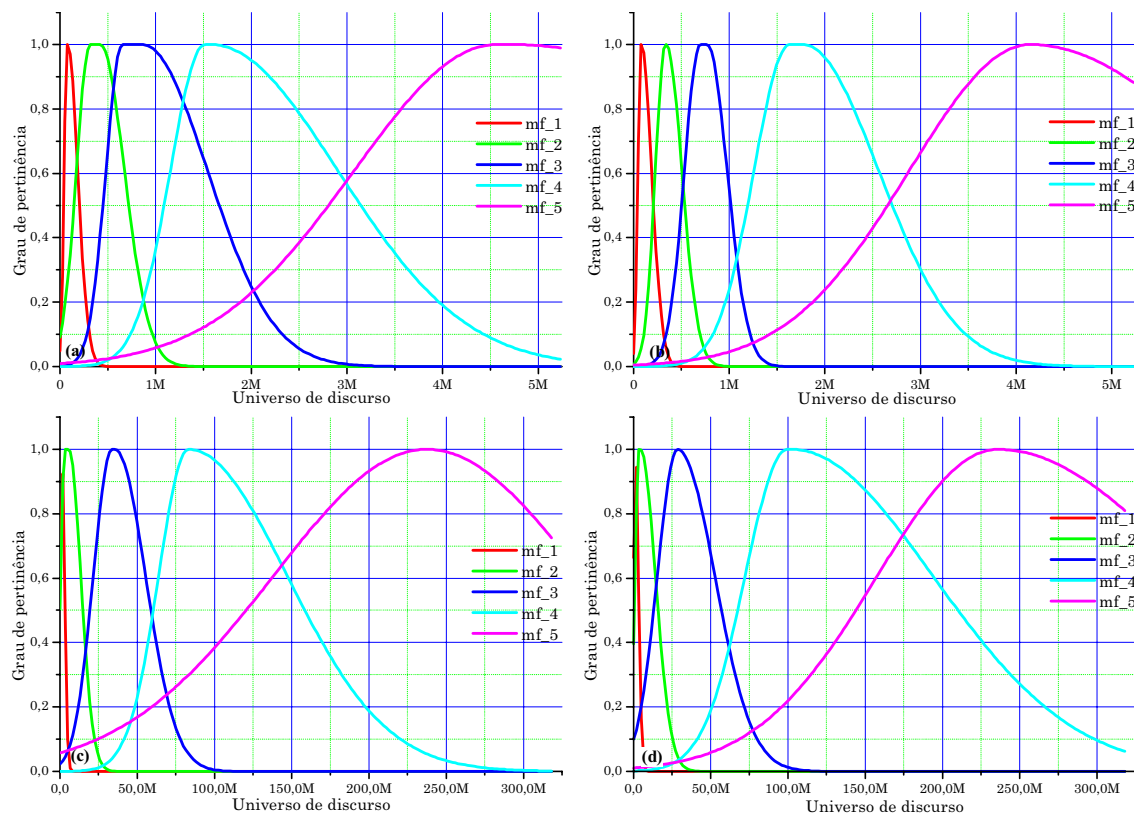 1,0
0,8
0,6
0,4
0,2
0,0
Grau de pertinência
mf_1
mf_2
mf_3
mf_4
mf_5
(a)
0 1M 2M 3M 4M 5M
Universo de discurso
1,0
0,8
0,6
0,4
0,2
0,0
Grau de pertinência
mf_1
mf_2
mf_3
mf_4
mf_5
(b)
0 1M 2M 3M 4M 5M
Universo de discurso
1,0
0,8
0,6
0,4
0,2
0,0
Grau de pertinência
mf_1
mf_2
mf_3
mf_4
mf_5
(c)
0,0 50,0M 100,0M 150,0M 200,0M 250,0M 300,0M
Universo de discurso
1,0
0,8
0,6
0,4
0,2
0,0
Grau de pertinência
mf_1
mf_2
mf_3
mf_4
mf_5
(d)
0,0 50,0M 100,0M 150,0M 200,0M 250,0M 300,0M
Universo de discurso